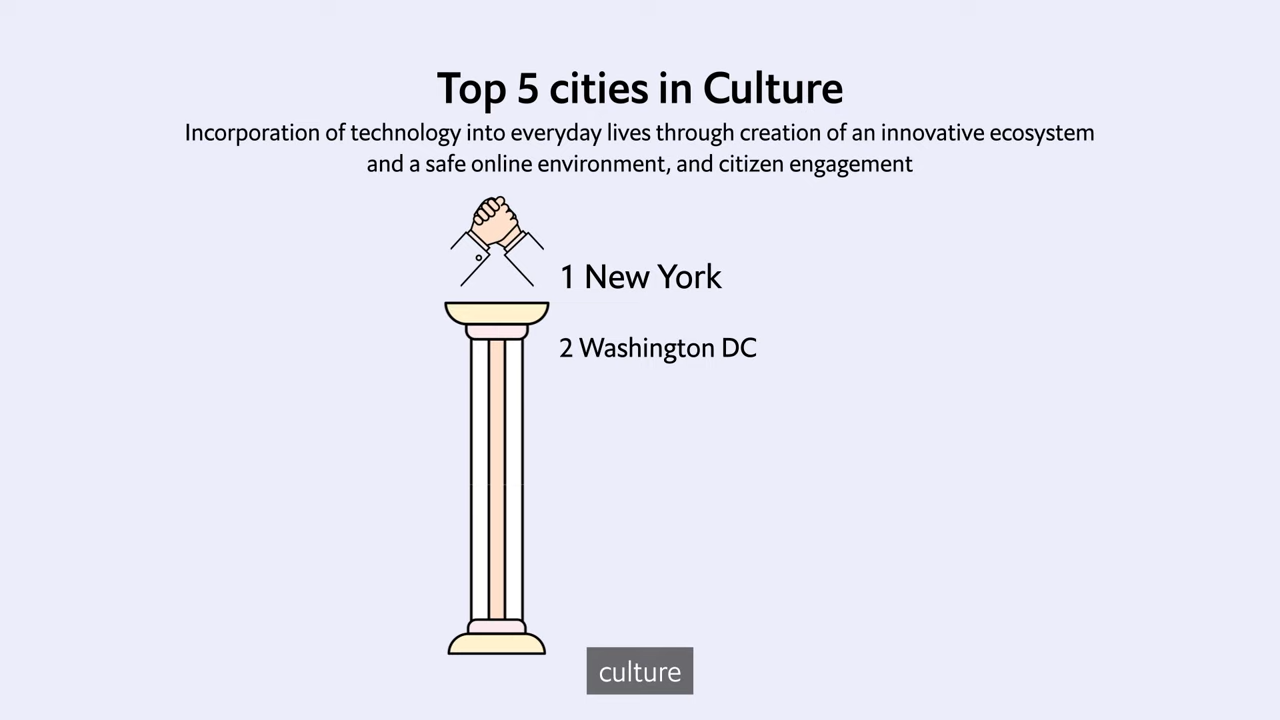 Top 5 cities in Culture
Incorporation of technology into everyday lives through creation of an innovative ecosystem
and a safe online environment, and citizen engagement
1 New York
2 Washington DC
culture